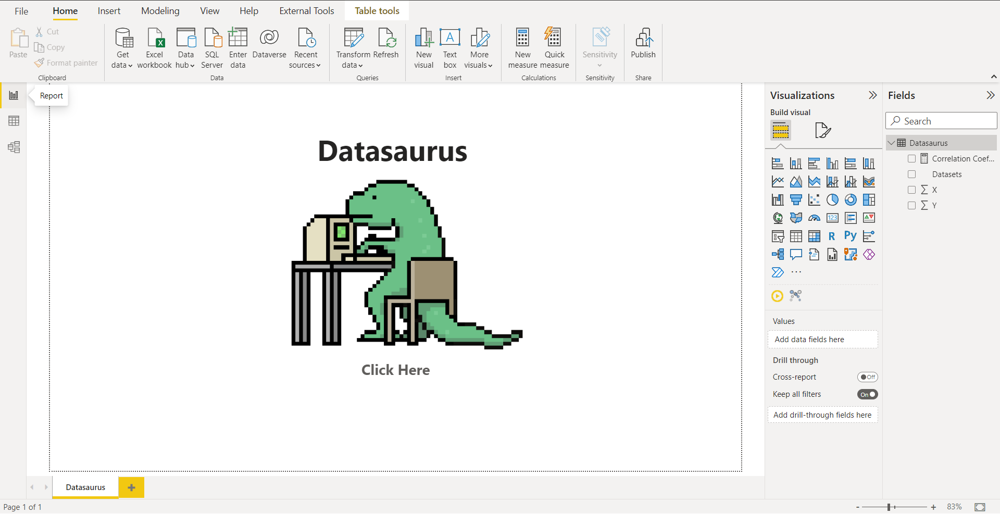 File Home Insert Modeling View Help External Tools Table tools
Paste
Cut
Copy
Format painter
Clipboard
Get data
Excel workbook
Data hub
SQL Server
Enter data
Dataverse
Recent sources
Data
Transform data
Refresh
Queries
New visual
Text box
More visuals
Insert
New measure
Quick measure
Calculations
Sensitivity
Sensitivity
Publish
Share
Report
Datasaurus
Click Here
Visualizations
Build visual
123
R
Py
Values
Add data fields here
Drill through
Cross-report Off
Keep all filters On
Add drill-through fields here
Fields
Search
Datasaurus
Correlation Coef...
Datasets
∑ X
∑ Y
Datasaurus
Page 1 of 1
- + 83%